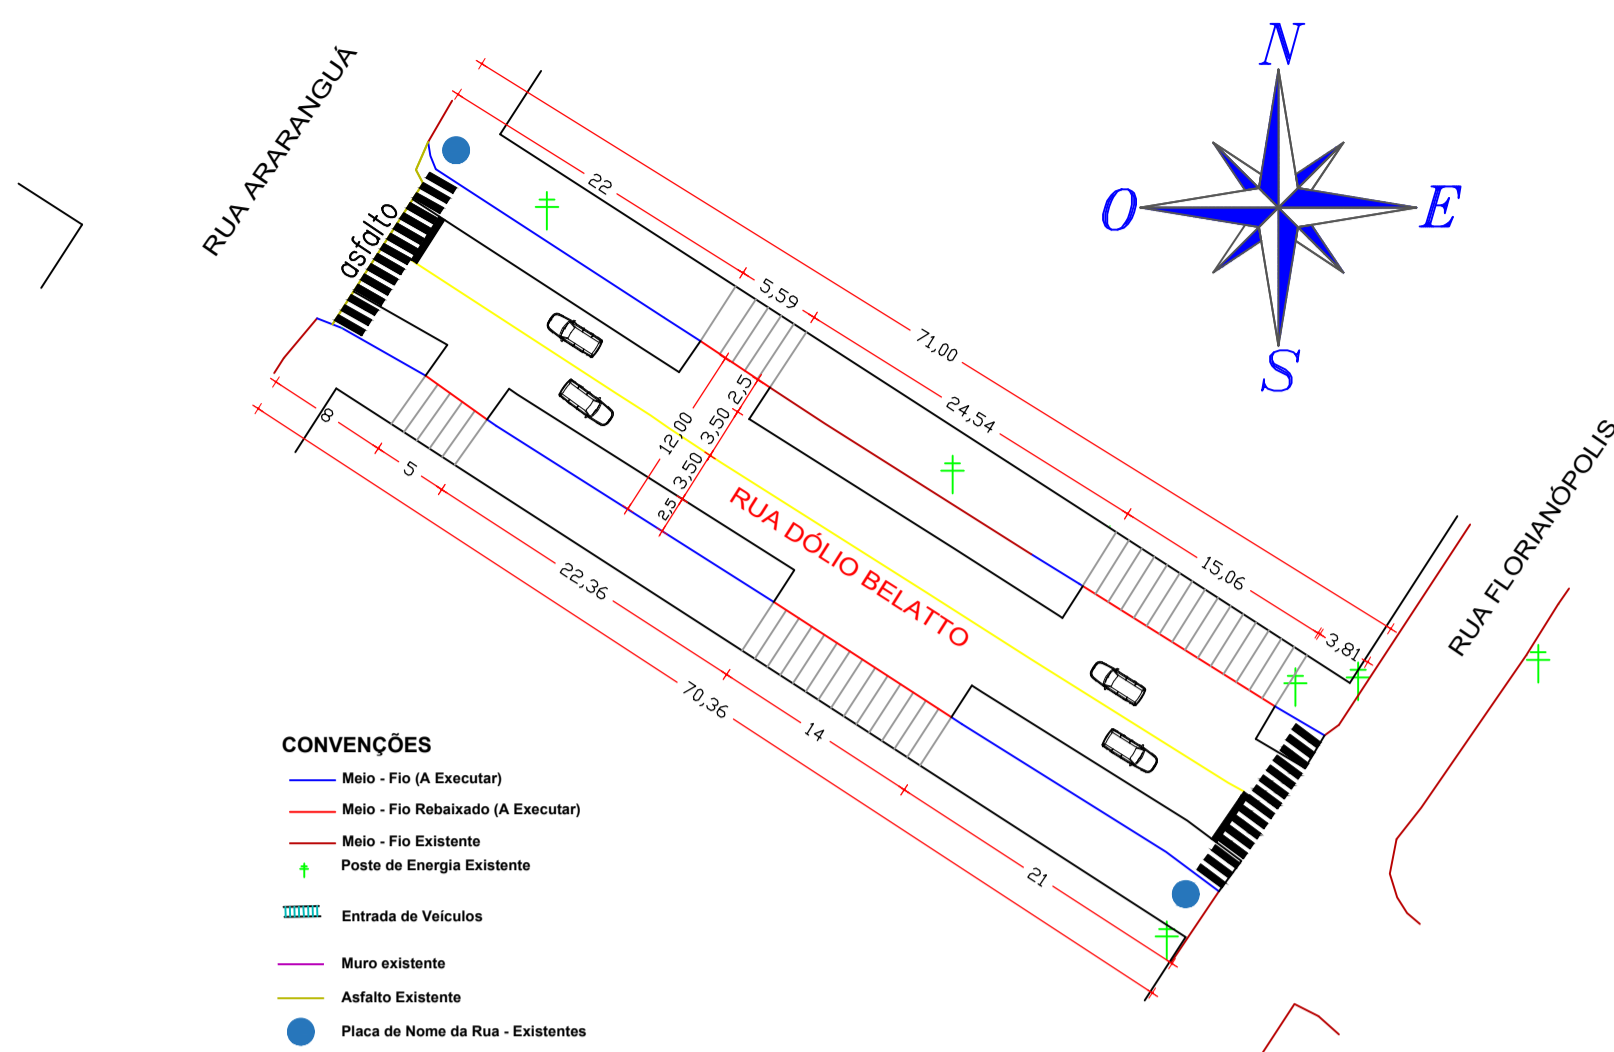 RUA ARARANGUÁ
asfalto
N
O
E
S
22
5,59
71,00
24,54
15,06
3,81
12,00
2,5
3,50
3,50
2,5
RUA DÓLIO BELATTO
RUA FLORIANÓPOLIS
8
5
22,36
70,36
14
21
CONVENÇÕES
Meio - Fio (A Executar)
Meio - Fio Rebaixado (A Executar)
Meio - Fio Existente
Poste de Energia Existente
Entrada de Veículos
Muro existente
Asfalto Existente
Placa de Nome da Rua - Existentes